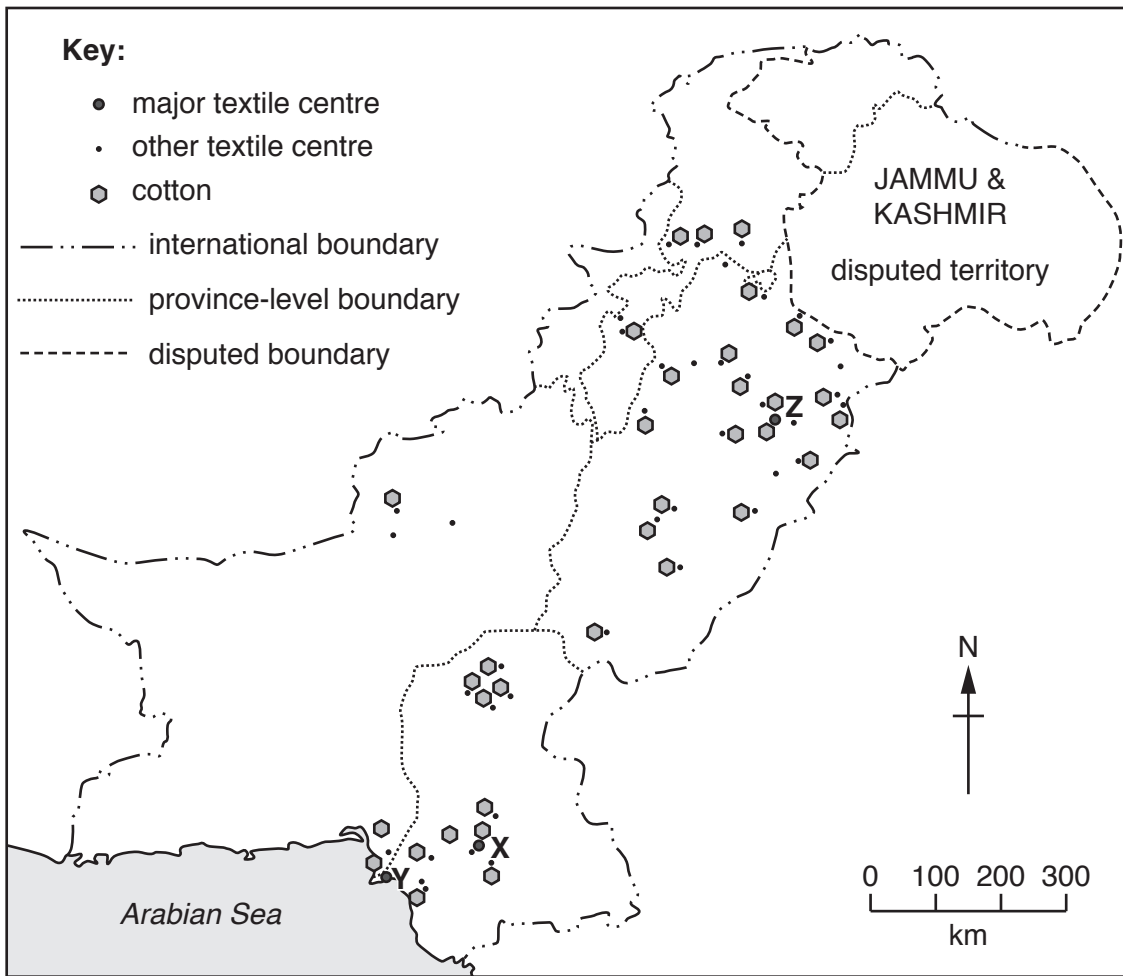 Key:
major textile centre
other textile centre
cotton
international boundary
province-level boundary
disputed boundary
JAMMU &
KASHMIR
disputed territory
Z
N
X
Y
0 100 200 300
km
Arabian Sea